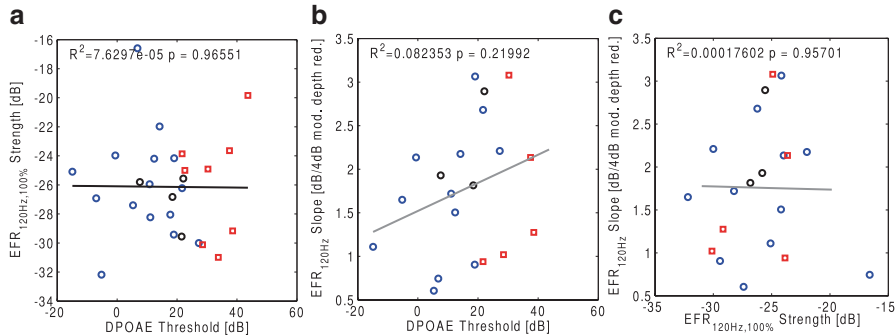 a
R²=7.6297e-05 p = 0.96551
EFR120Hz,100% Strength [dB]
-16
-18
-20
-22
-24
-26
-28
-30
-32
-34
-20 0 20 40 60
DPOAE Threshold [dB]
b
R²=0.082353 p = 0.21992
EFR120Hz Slope [dB/4dB mod. depth red.]
3.5
3
2.5
2
1.5
1
0.5
-20 0 20 40 60
DPOAE Threshold [dB]
c
R²=0.00017602 p = 0.95701
EFR120Hz Slope [dB/4dB mod. depth red.]
3.5
3
2.5
2
1.5
1
0.5
-35 -30 -25 -20 -15
EFR120Hz,100% Strength [dB]